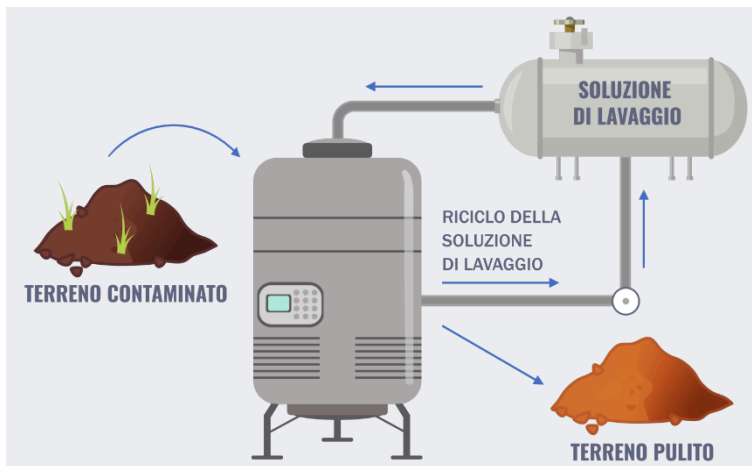 SOLUZIONE
DI LAVAGGIO
RICICLO DELLA
SOLUZIONE
DI LAVAGGIO
TERRENO CONTAMINATO
TERRENO PULITO